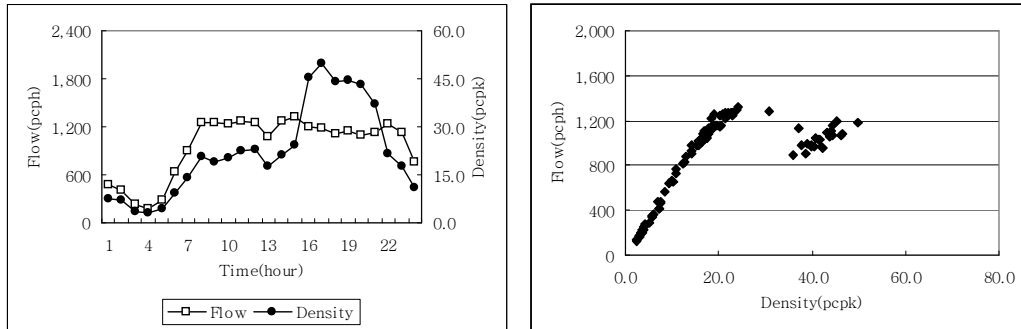 2,400
1,800
1,200
600
0
60.0
45.0
30.0
15.0
0.0
Flow(pcph)
Density(pcpk)
1 4 7 10 13 16 19 22
Time(hour)
Flow Density
2,000
1,600
1,200
800
400
0
Flow(pcph)
0.0 20.0 40.0 60.0 80.0
Density(pcpk)